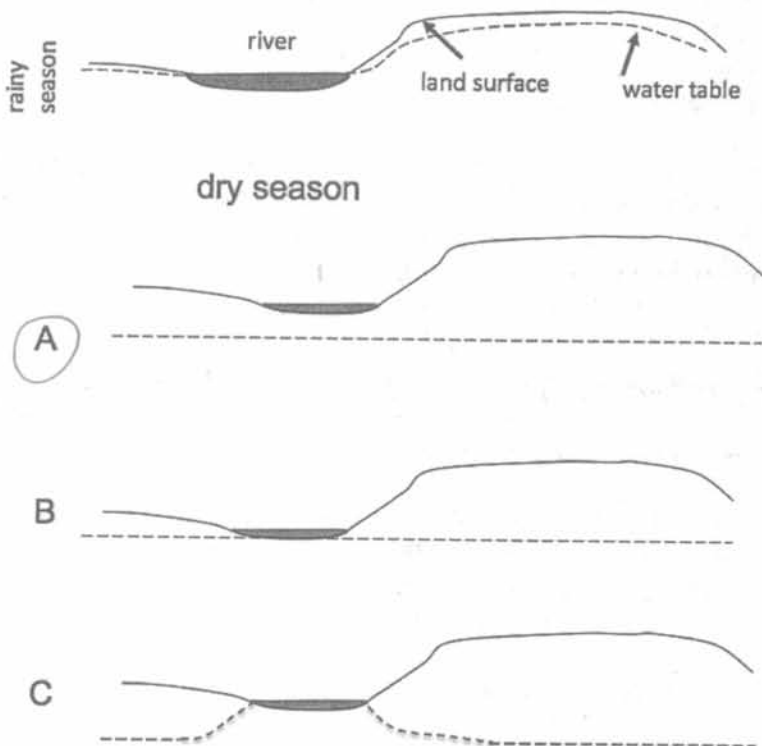 rainy season
river
land surface
water table
dry season
A
B
C